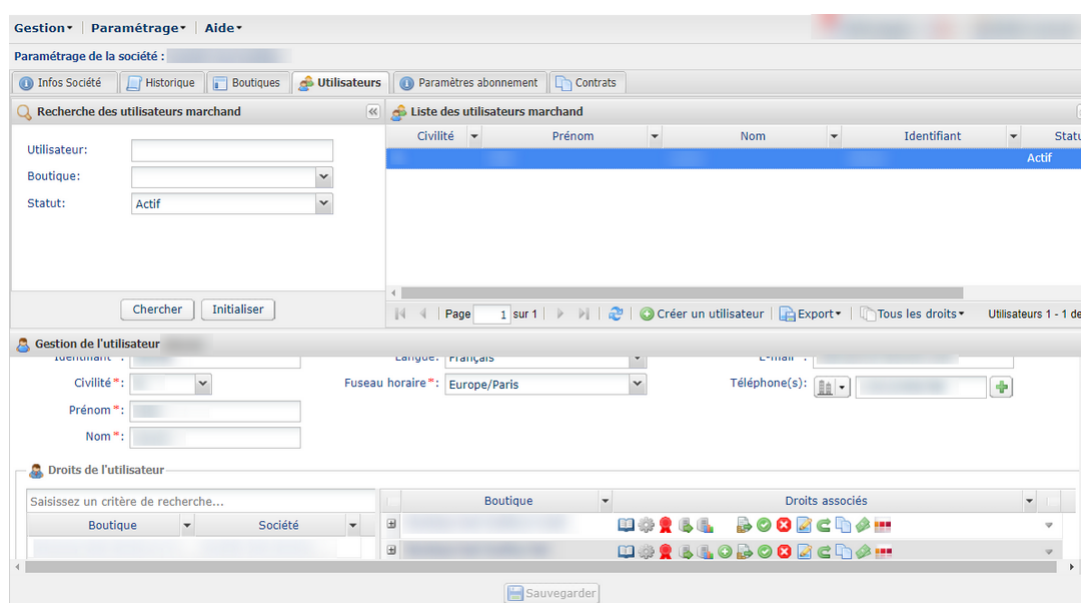 Gestion Paramétrage Aide
Paramétrage de la société :
Infos Société Historique Boutiques Utilisateurs Paramètres abonnement Contrats
Recherche des utilisateurs marchand
Liste des utilisateurs marchand
Civilité Prénom Nom Identifiant Statu
Utilisateur:
Actif
Boutique:
Statut: Actif
Chercher Initialiser
Page 1 sur 1 Créer un utilisateur Export Tous les droits Utilisateurs 1 - 1 de
Gestion de l'utilisateur
Identifiant *: Langue: Français E-mail *:
Civilité *: Fuseau horaire *: Europe/Paris Téléphone(s):
Prénom *:
Nom *:
Droits de l'utilisateur
Saisissez un critère de recherche...
Boutique Droits associés
Boutique Société
Sauvegarder